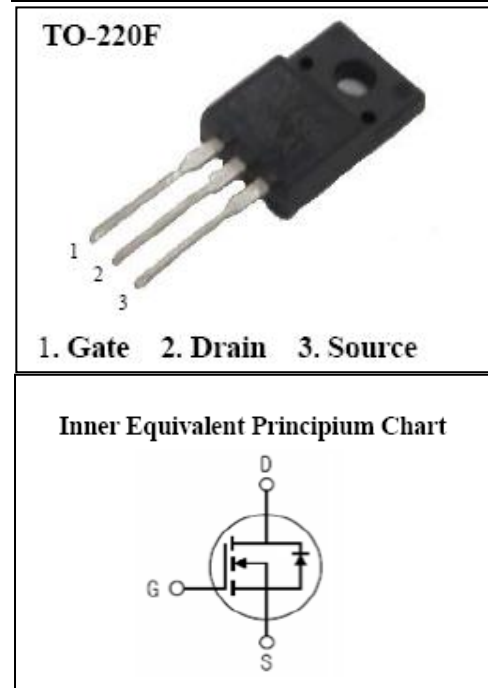 TO-220F
1
2
3
1. Gate 2. Drain 3. Source
Inner Equivalent Principium Chart
D
G
S